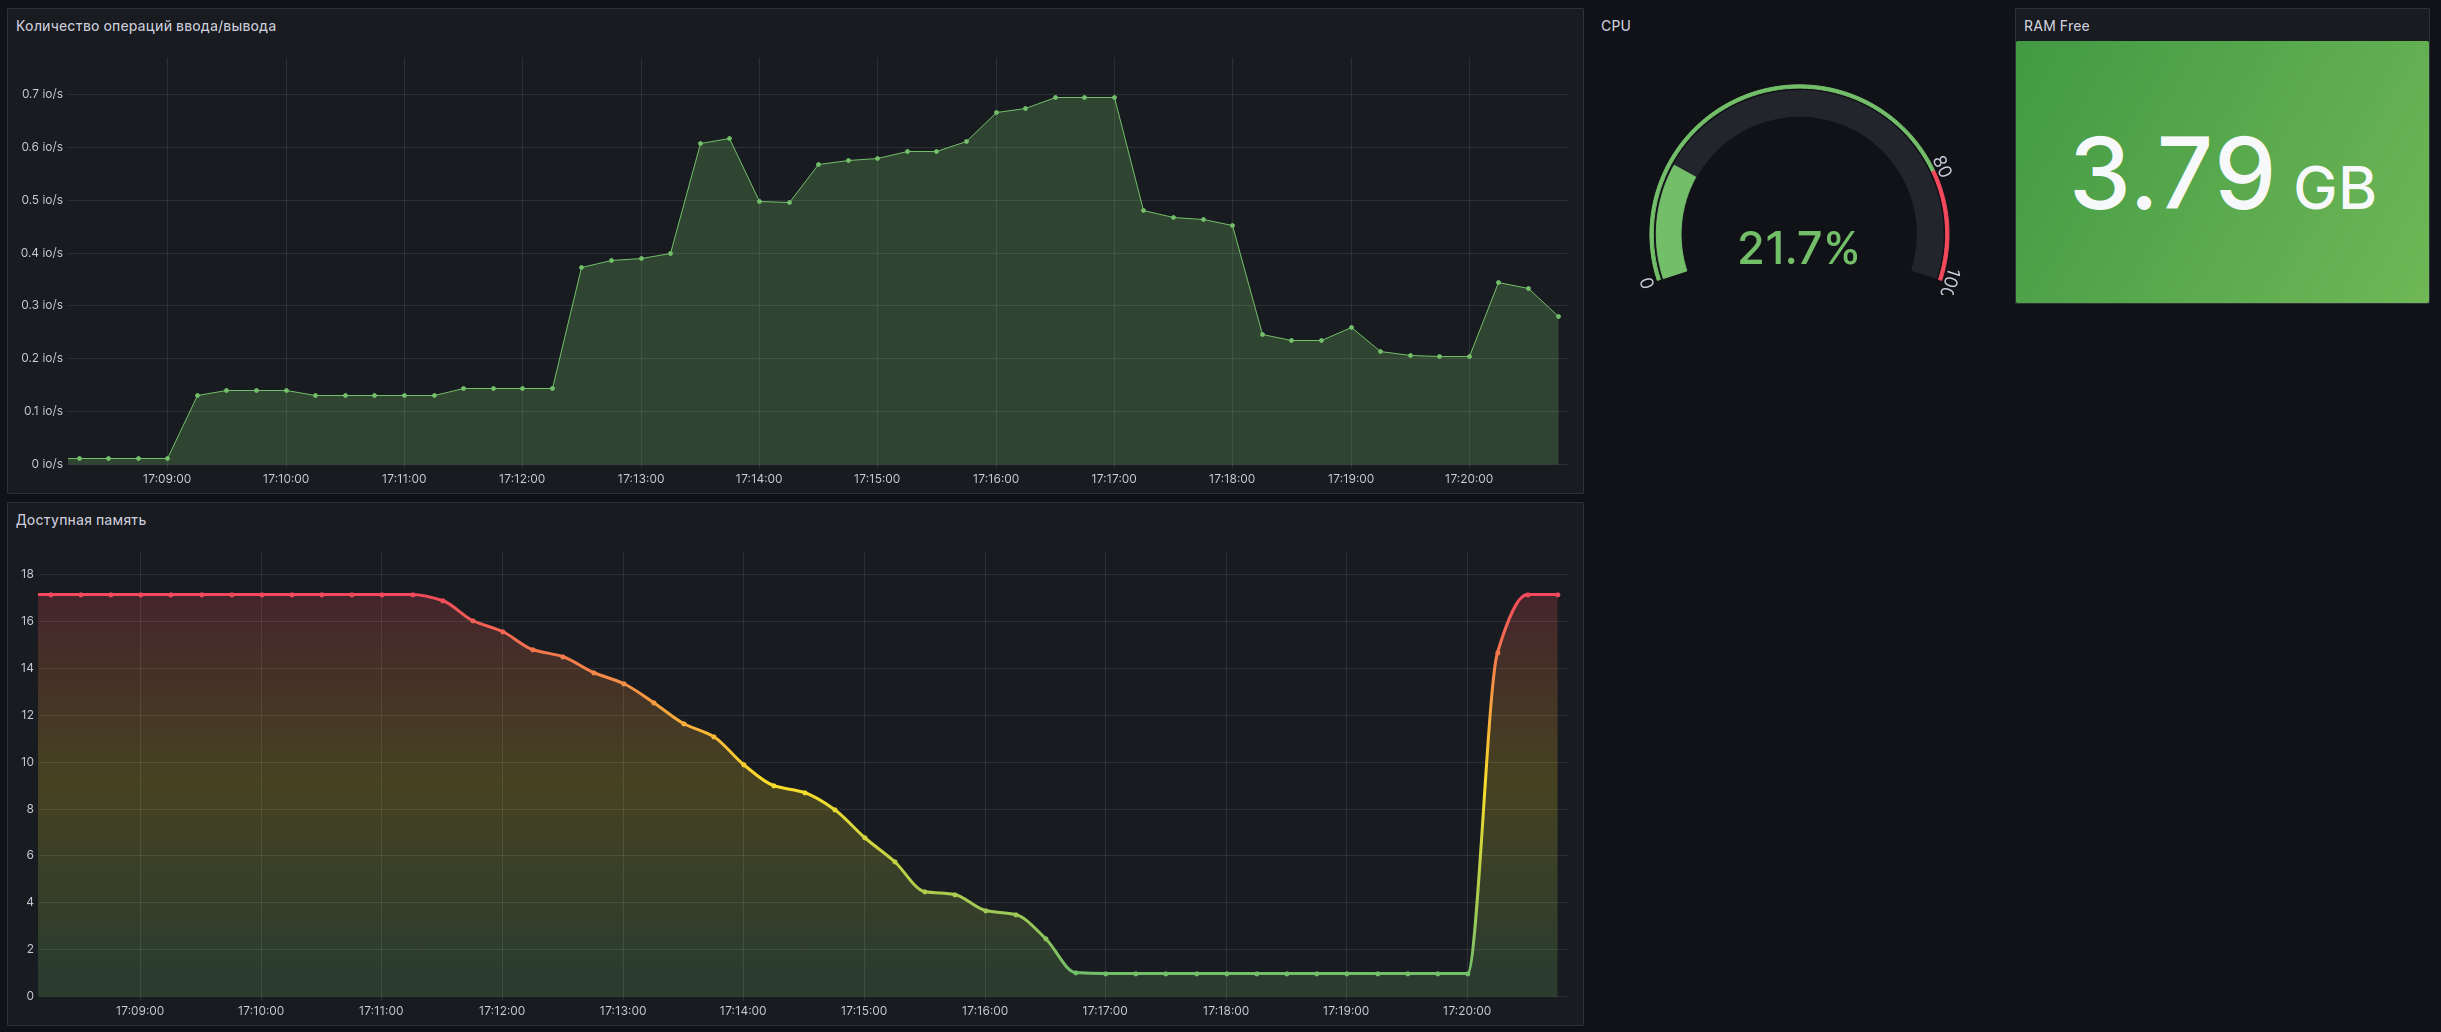 Количество операций ввода/вывода
0.7 io/s
0.6 io/s
0.5 io/s
0.4 io/s
0.3 io/s
0.2 io/s
0.1 io/s
0 io/s
17:09:00 17:10:00 17:11:00 17:12:00 17:13:00 17:14:00 17:15:00 17:16:00 17:17:00 17:18:00 17:19:00 17:20:00
CPU
80
21.7%
0
100
RAM Free
3.79 GB
Доступная память
18
16
14
12
10
8
6
4
2
0
17:09:00 17:10:00 17:11:00 17:12:00 17:13:00 17:14:00 17:15:00 17:16:00 17:17:00 17:18:00 17:19:00 17:20:00